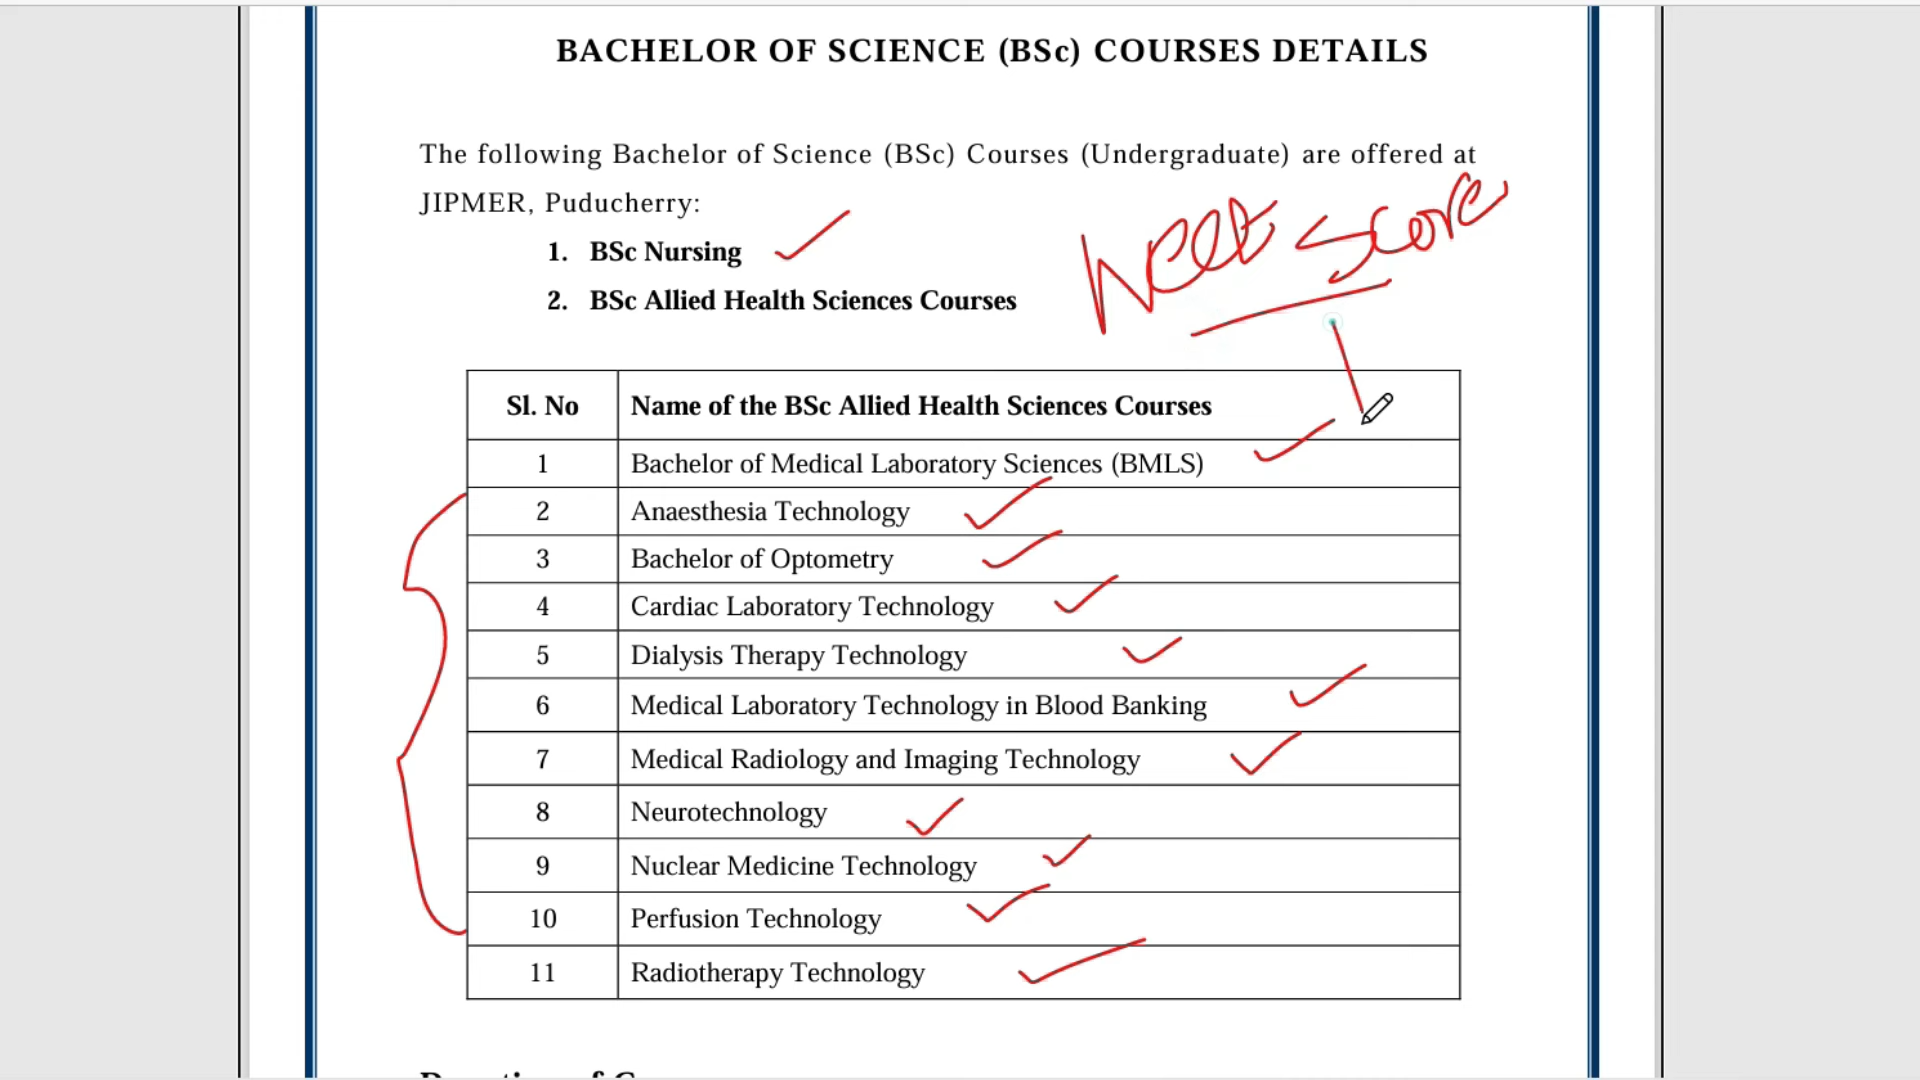 BACHELOR OF SCIENCE (BSc) COURSES DETAILS
The following Bachelor of Science (BSc) Courses (Undergraduate) are offered at
JIPMER, Puducherry:
Neet Score
1. BSc Nursing
2. BSc Allied Health Sciences Courses
Sl. No Name of the BSc Allied Health Sciences Courses
1 Bachelor of Medical Laboratory Sciences (BMLS)
2 Anaesthesia Technology
3 Bachelor of Optometry
4 Cardiac Laboratory Technology
5 Dialysis Therapy Technology
6 Medical Laboratory Technology in Blood Banking
7 Medical Radiology and Imaging Technology
8 Neurotechnology
9 Nuclear Medicine Technology
10 Perfusion Technology
11 Radiotherapy Technology